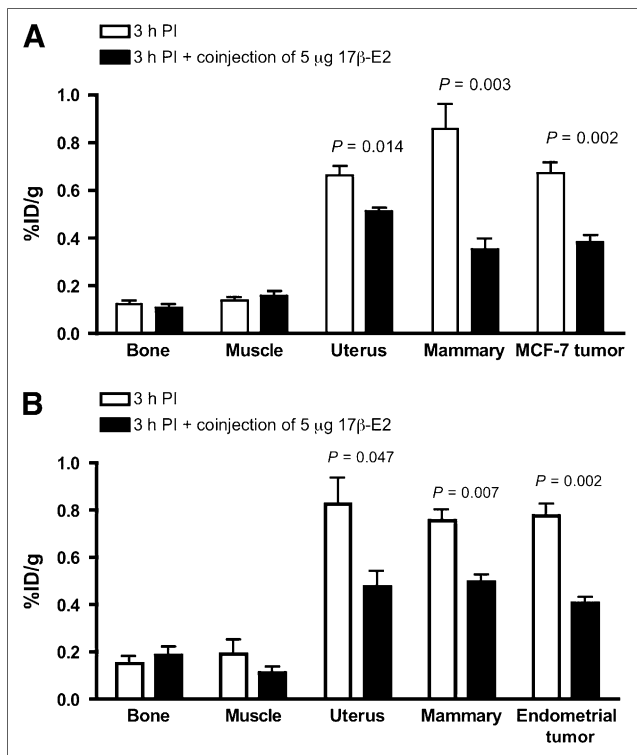 A
3 h PI
3 h PI + coinjection of 5 μg 17β-E2
P = 0.003
P = 0.014
P = 0.002
1.0
0.8
0.6
0.4
0.2
0.0
%ID/g
Bone Muscle Uterus Mammary MCF-7 tumor
B
3 h PI
3 h PI + coinjection of 5 μg 17β-E2
P = 0.047
P = 0.007
P = 0.002
1.0
0.8
0.6
0.4
0.2
0.0
%ID/g
Bone Muscle Uterus Mammary Endometrial
tumor